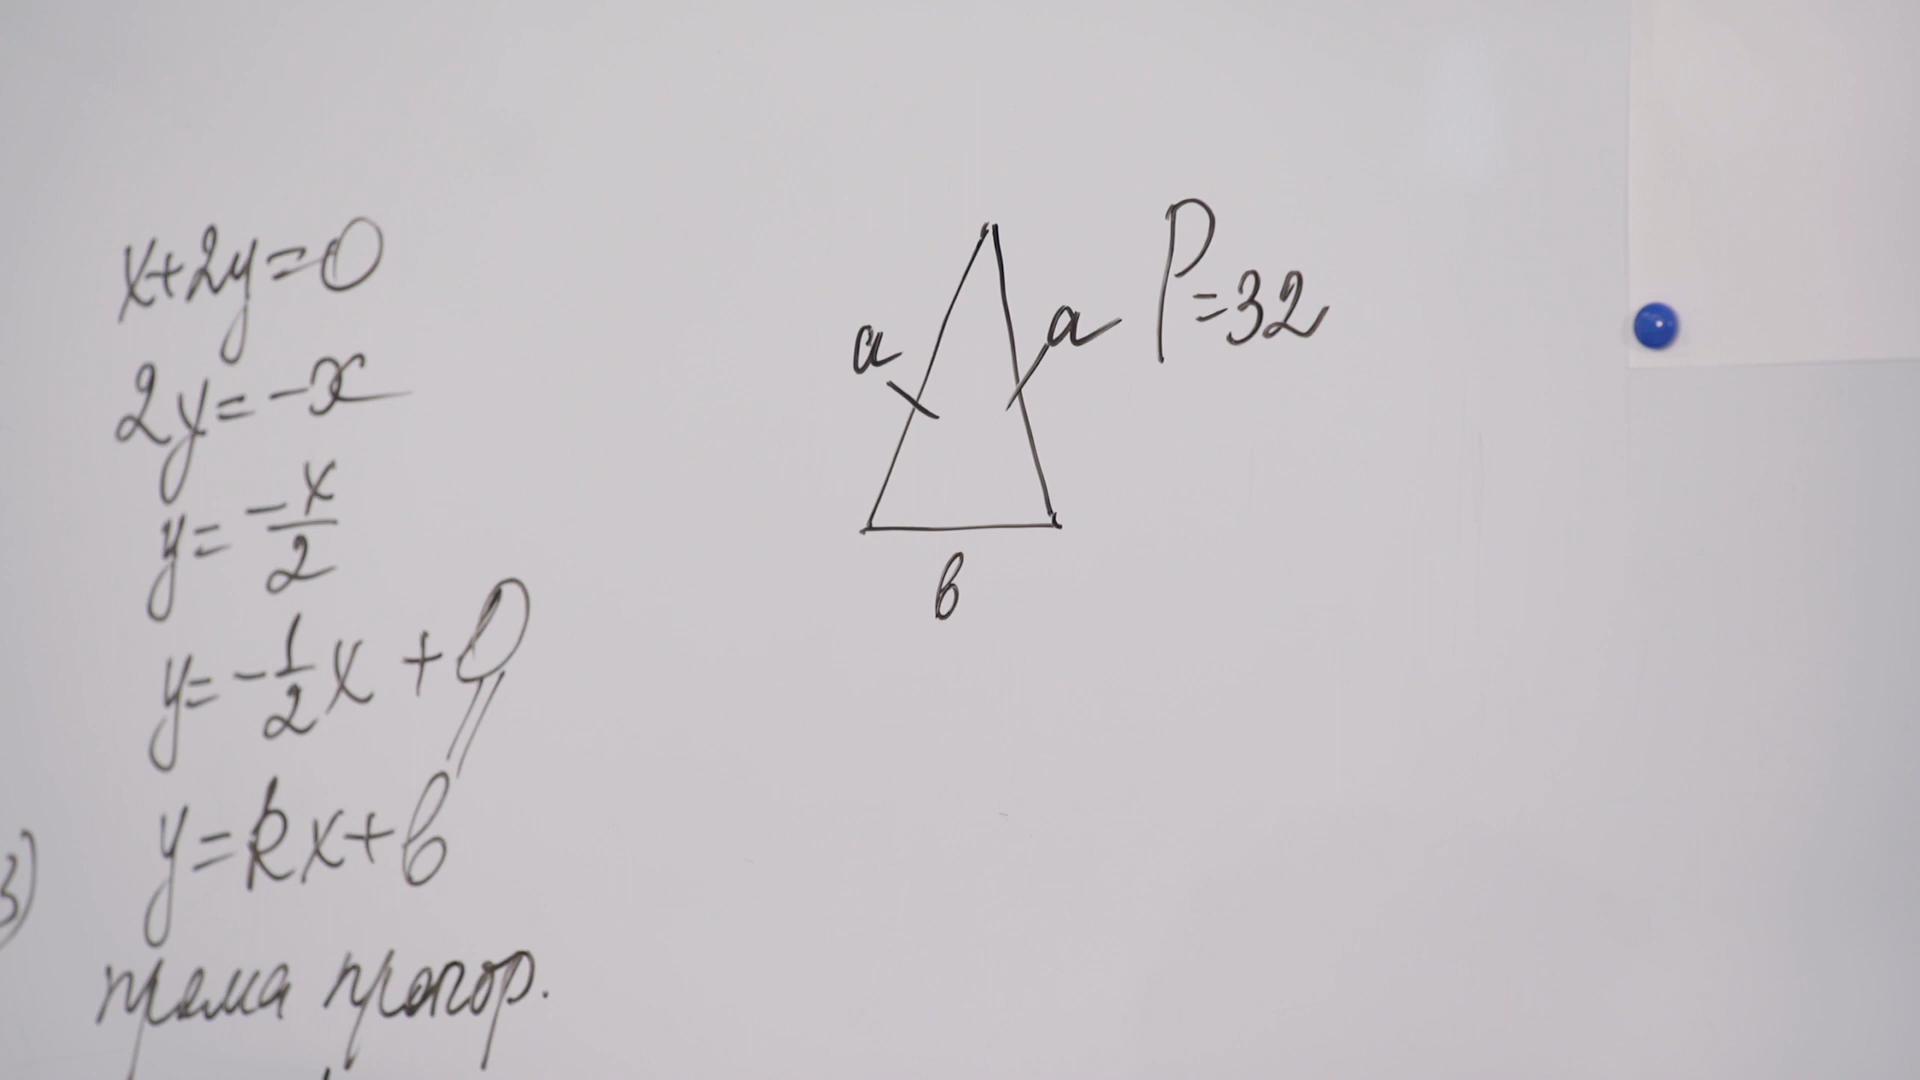 x+2y=0
2y=-x
y=-x/2
y=-1/2x+0
y=kx+b
3)
пряма пропор.
a
a
P=32
b